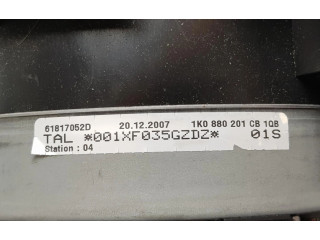 61817052D 20.12.2007 1K0 880 201 CB 1QB
TAL *001XF035GZDZ* 01S
Station : 04